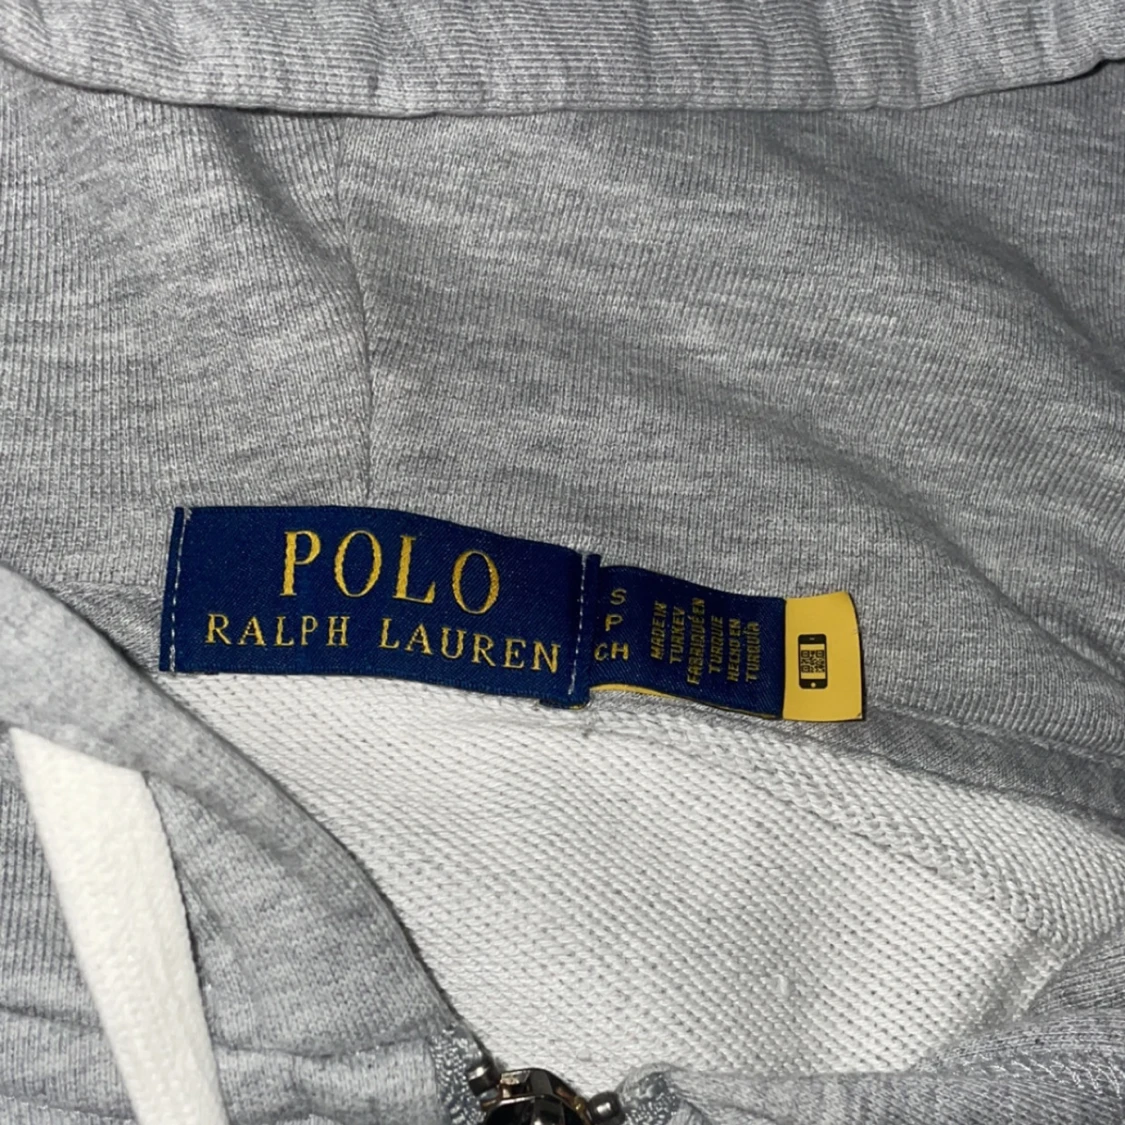 POLO
RALPH LAUREN
S
P
CH
MADE IN
TURKEY
FABRIQUÉ EN
TURQUIE
HECHO EN
TURQUÍA